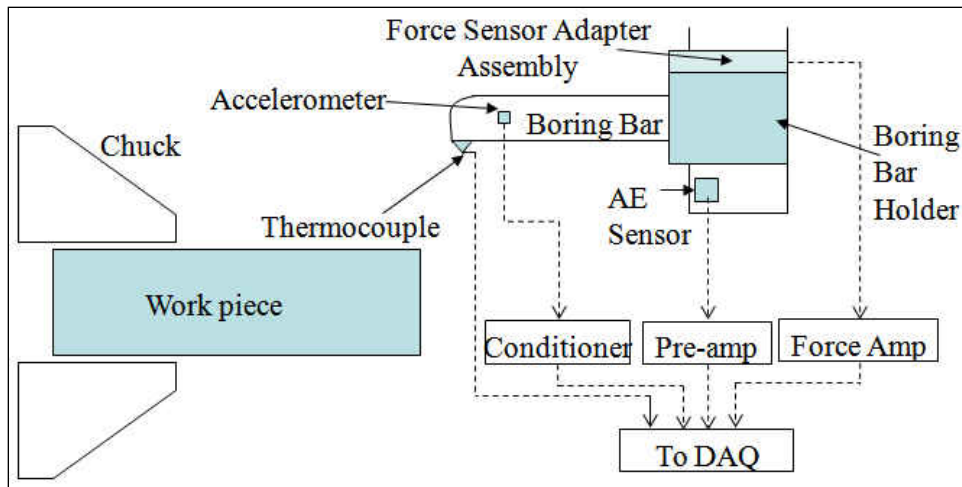 Force Sensor Adapter
Assembly
Accelerometer
Boring Bar
Chuck
Boring
Bar
Holder
Thermocouple
AE
Sensor
Work piece
Conditioner
Pre-amp
Force Amp
To DAQ